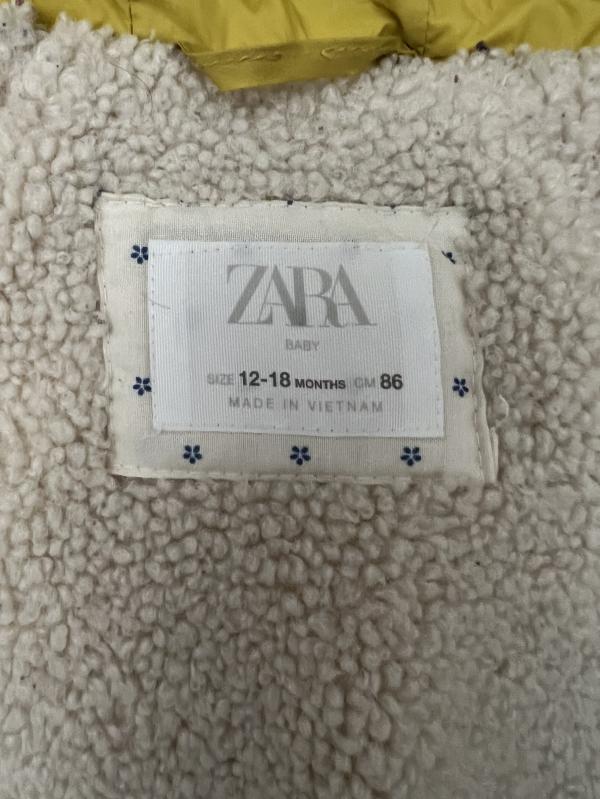 ZARA
BABY
SIZE 12-18 MONTHS CM 86
MADE IN VIETNAM